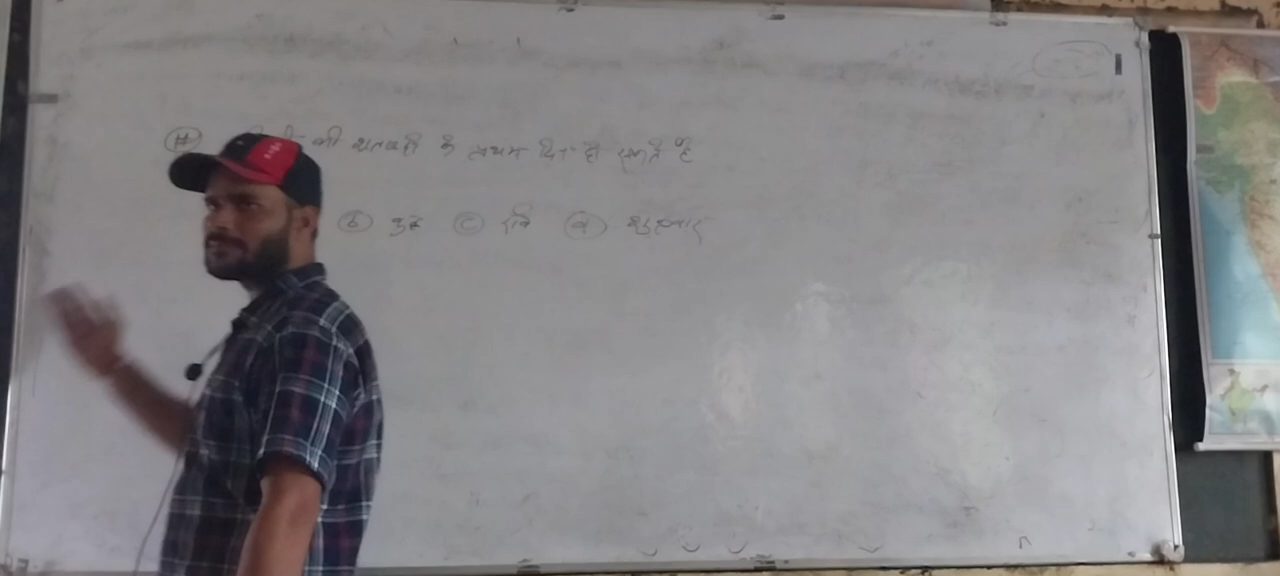 (#) की शताब्दी के प्रथम दिन हो सकते है
(b) बुध (c) रवि (d) शुक्रवार